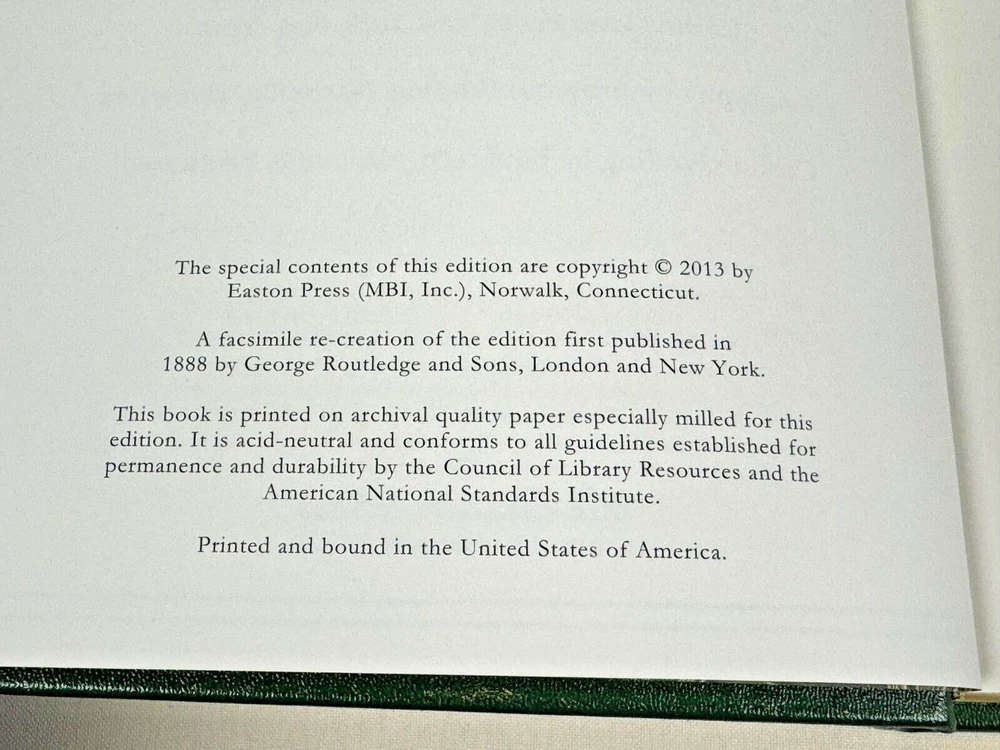 The special contents of this edition are copyright © 2013 by
Easton Press (MBI, Inc.), Norwalk, Connecticut.
A facsimile re-creation of the edition first published in
1888 by George Routledge and Sons, London and New York.
This book is printed on archival quality paper especially milled for this
edition. It is acid-neutral and conforms to all guidelines established for
permanence and durability by the Council of Library Resources and the
American National Standards Institute.
Printed and bound in the United States of America.